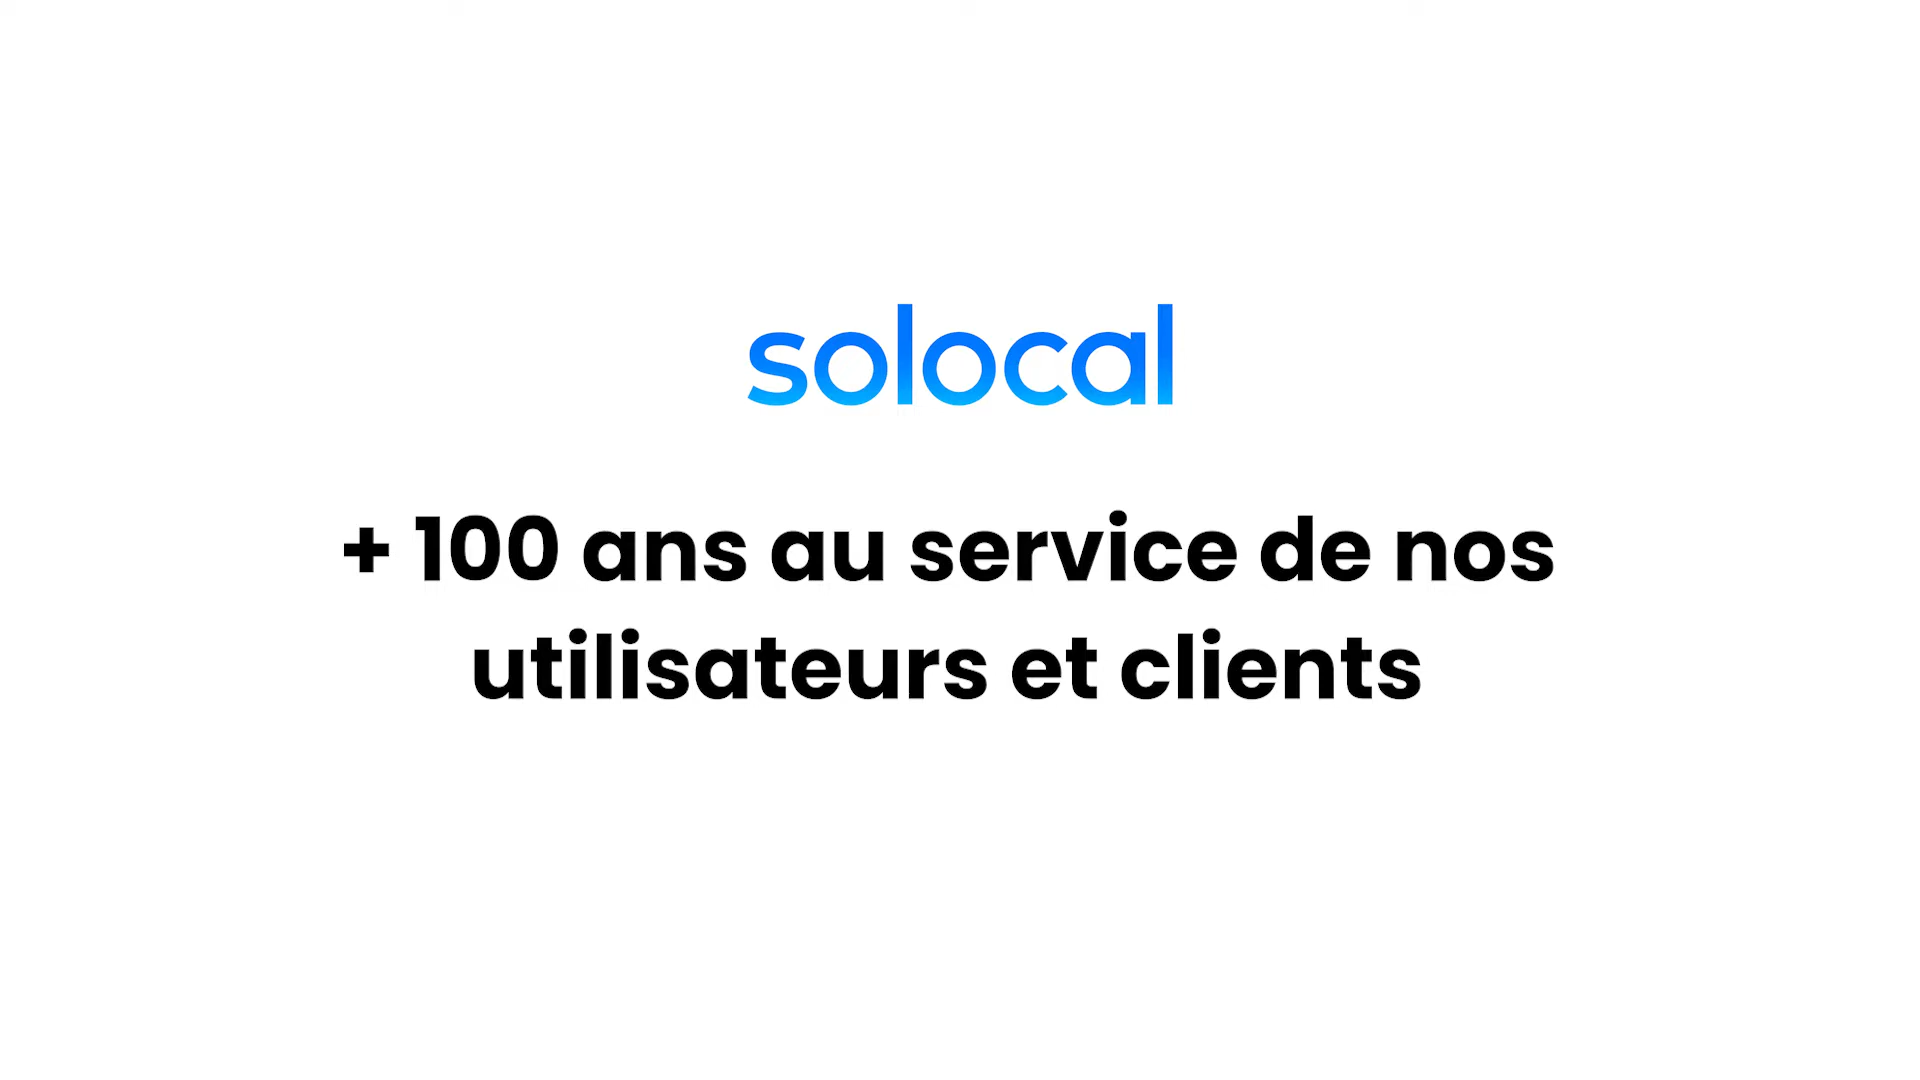 solocal
+ 100 ans au service de nos
utilisateurs et clients